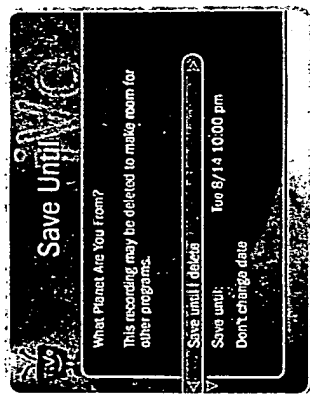 Save Until
TiVo
What Planet Are You From?
This recording may be deleted to make room for
other programs.
Save until I delete
Save until: Tue 8/14 10:00 pm
Don't change date